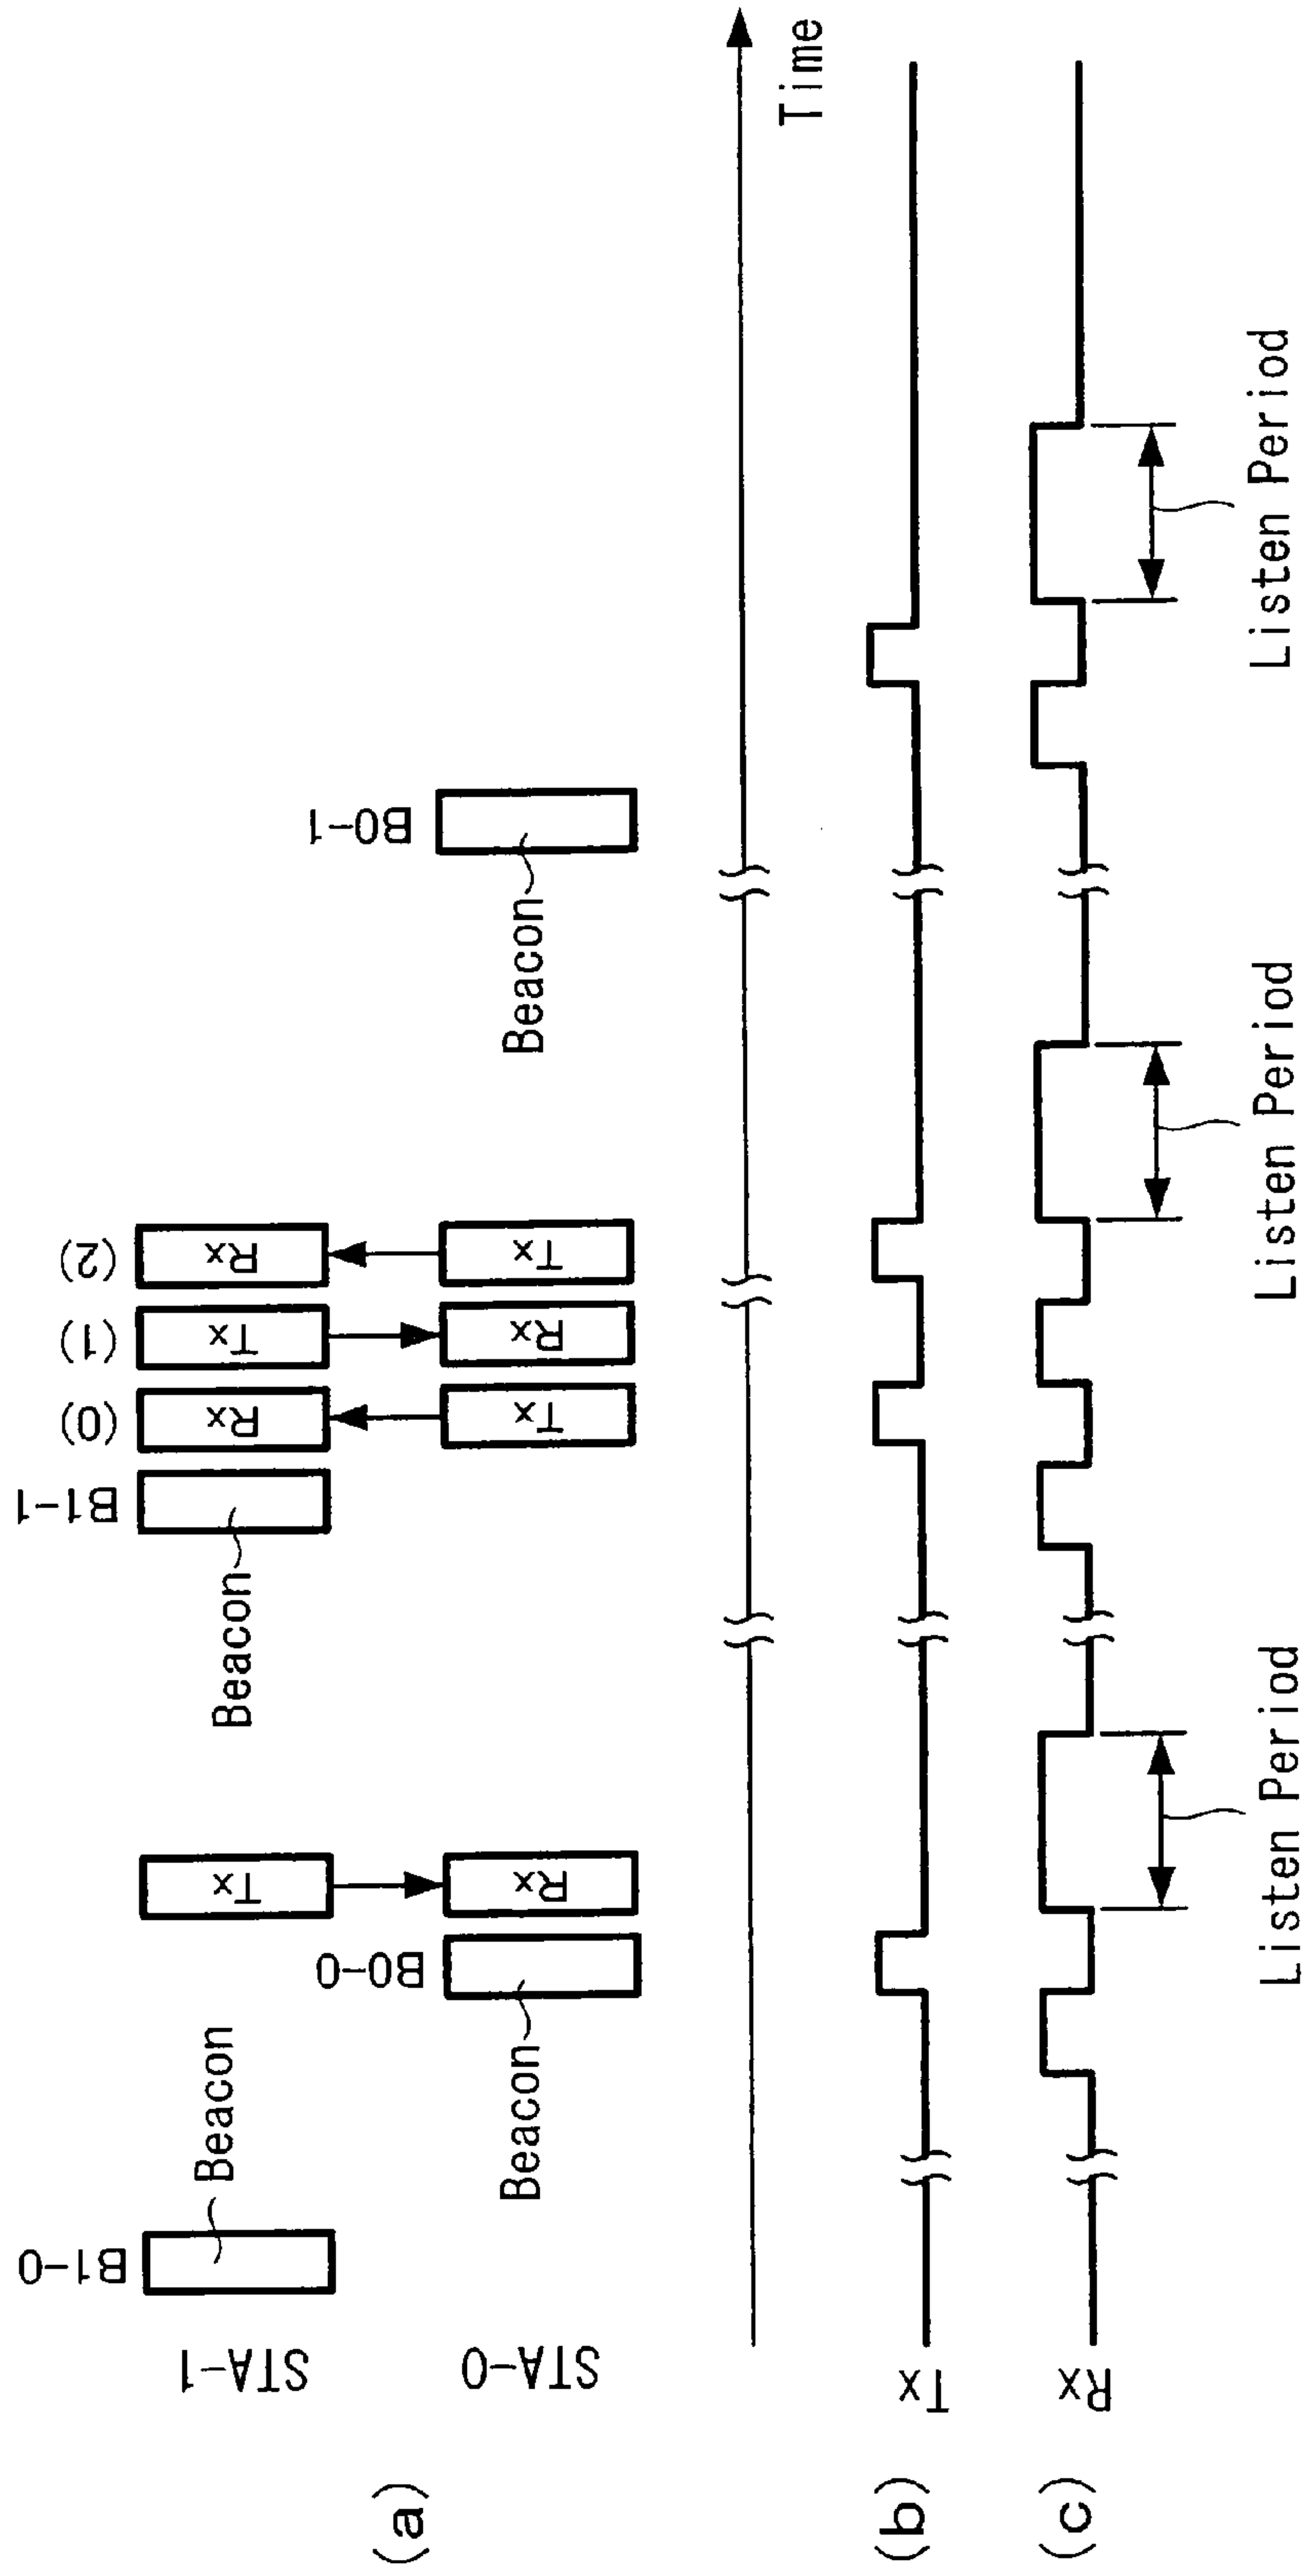 (a)
STA-1
B1-0
Beacon
Tx
B1-1
Beacon
(0)
Rx
(1)
Tx
(2)
Rx
STA-0
B0-0
Beacon
Rx
Tx
Rx
Tx
B0-1
Beacon
Time
(b)
Tx
(c)
Rx
Listen Period
Listen Period
Listen Period